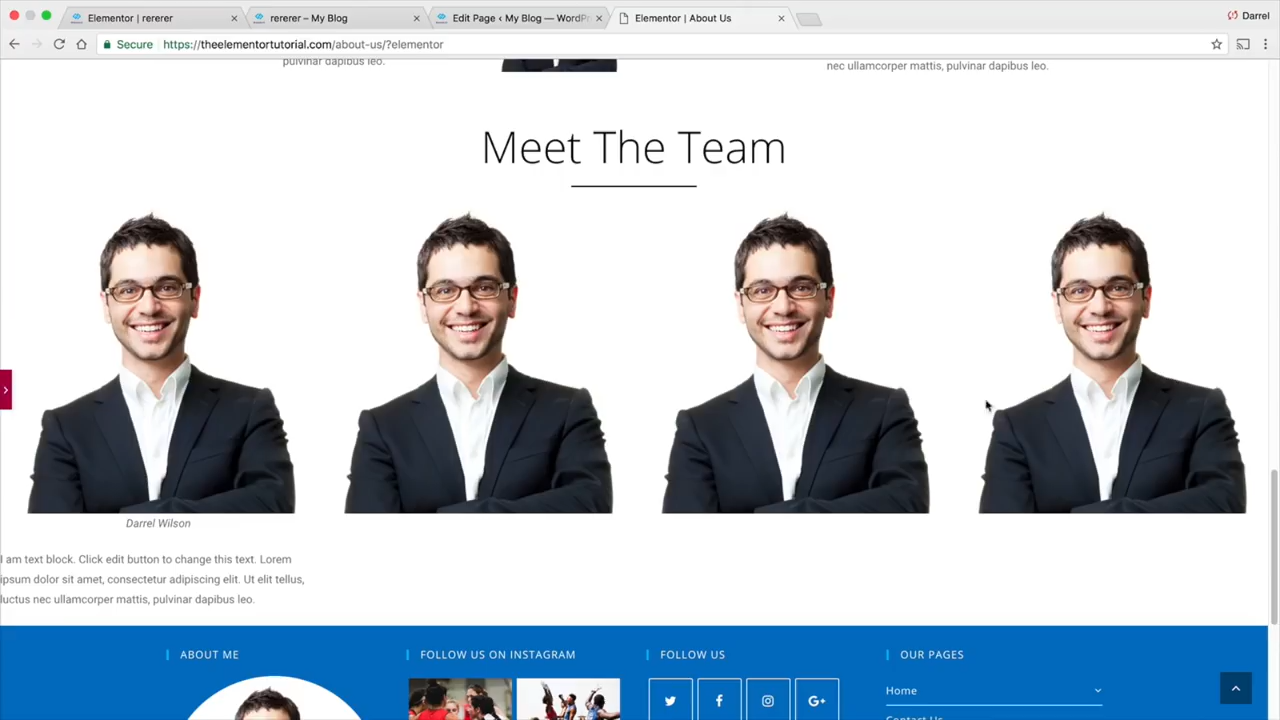 Elementor | rererer
rererer – My Blog
Edit Page ‹ My Blog — WordPr
Elementor | About Us
Darrel
Secure
https://theelementortutorial.com/about-us/?elementor
pulvinar dapibus leo.
nec ullamcorper mattis, pulvinar dapibus leo.
Meet The Team
Darrel Wilson
I am text block. Click edit button to change this text. Lorem
ipsum dolor sit amet, consectetur adipiscing elit. Ut elit tellus,
luctus nec ullamcorper mattis, pulvinar dapibus leo.
ABOUT ME
FOLLOW US ON INSTAGRAM
FOLLOW US
OUR PAGES
Home
Contact Us